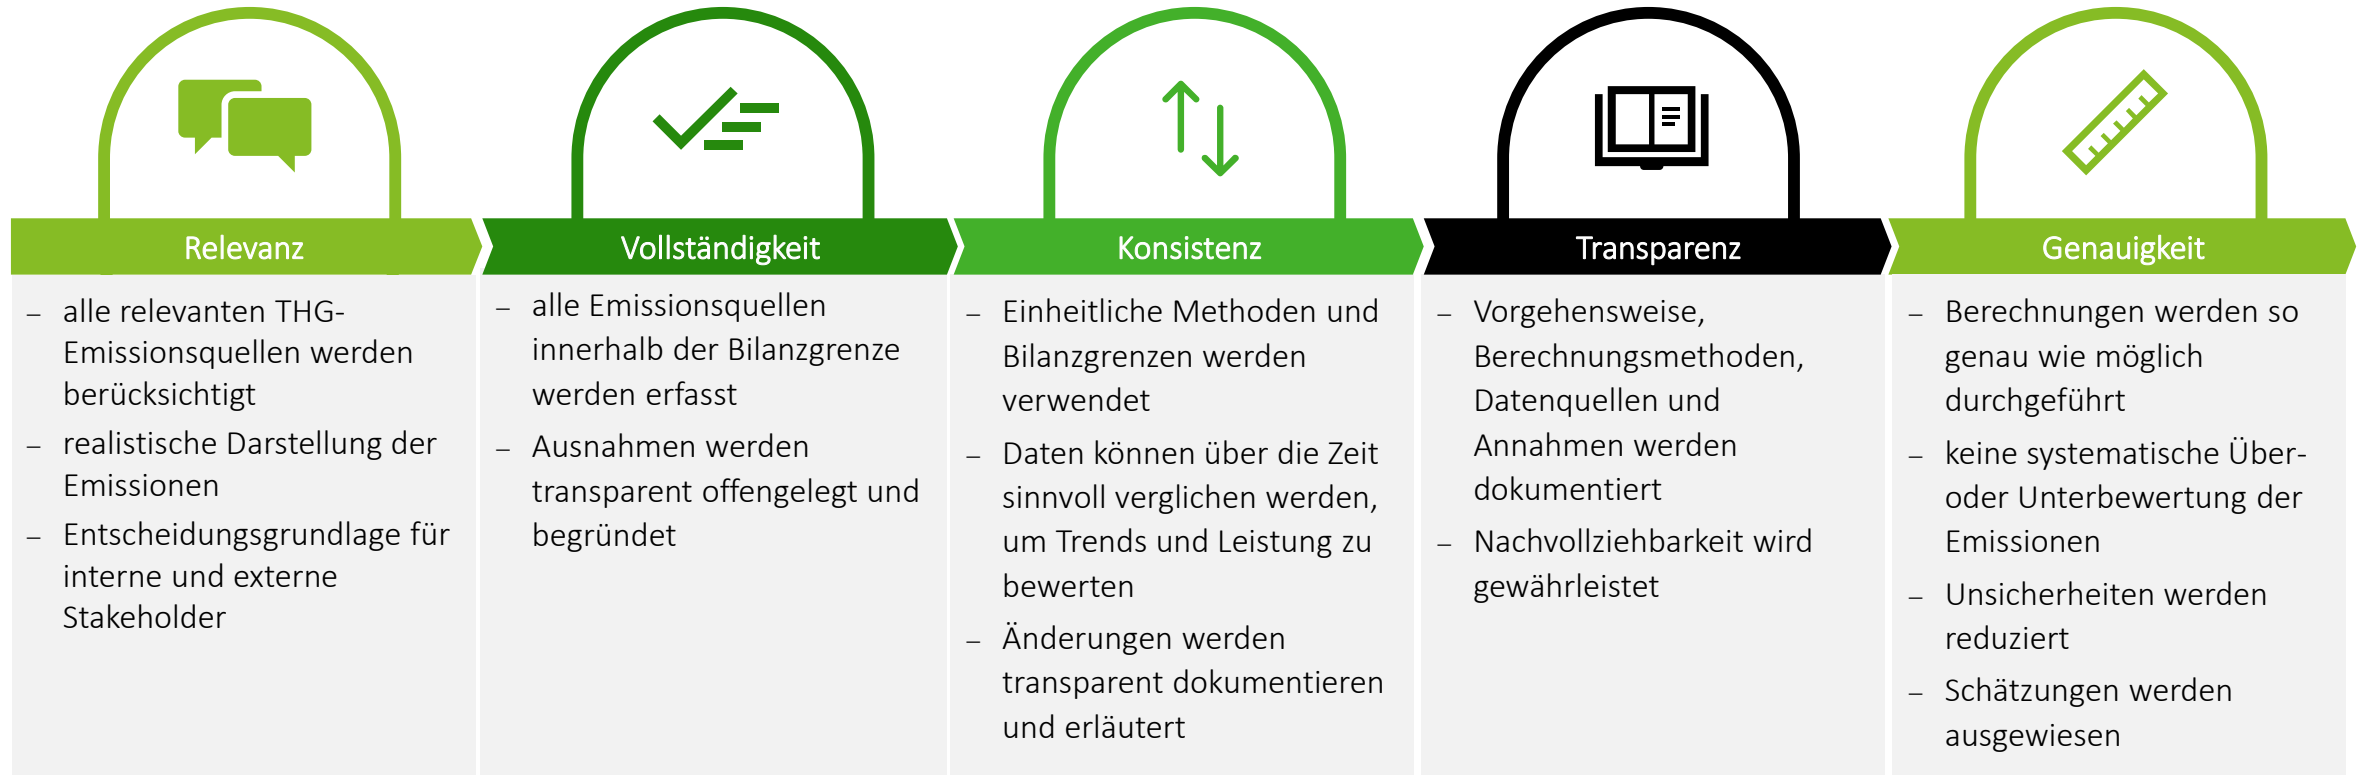 Relevanz
– alle relevanten THG-
Emissionsquellen werden
berücksichtigt
– realistische Darstellung der
Emissionen
– Entscheidungsgrundlage für
interne und externe
Stakeholder
Vollständigkeit
– alle Emissionsquellen
innerhalb der Bilanzgrenze
werden erfasst
– Ausnahmen werden
transparent offengelegt und
begründet
Konsistenz
– Einheitliche Methoden und
Bilanzgrenzen werden
verwendet
– Daten können über die Zeit
sinnvoll verglichen werden,
um Trends und Leistung zu
bewerten
– Änderungen werden
transparent dokumentieren
und erläutert
Transparenz
– Vorgehensweise,
Berechnungsmethoden,
Datenquellen und
Annahmen werden
dokumentiert
– Nachvollziehbarkeit wird
gewährleistet
Genauigkeit
– Berechnungen werden so
genau wie möglich
durchgeführt
– keine systematische Über-
oder Unterbewertung der
Emissionen
– Unsicherheiten werden
reduziert
– Schätzungen werden
ausgewiesen